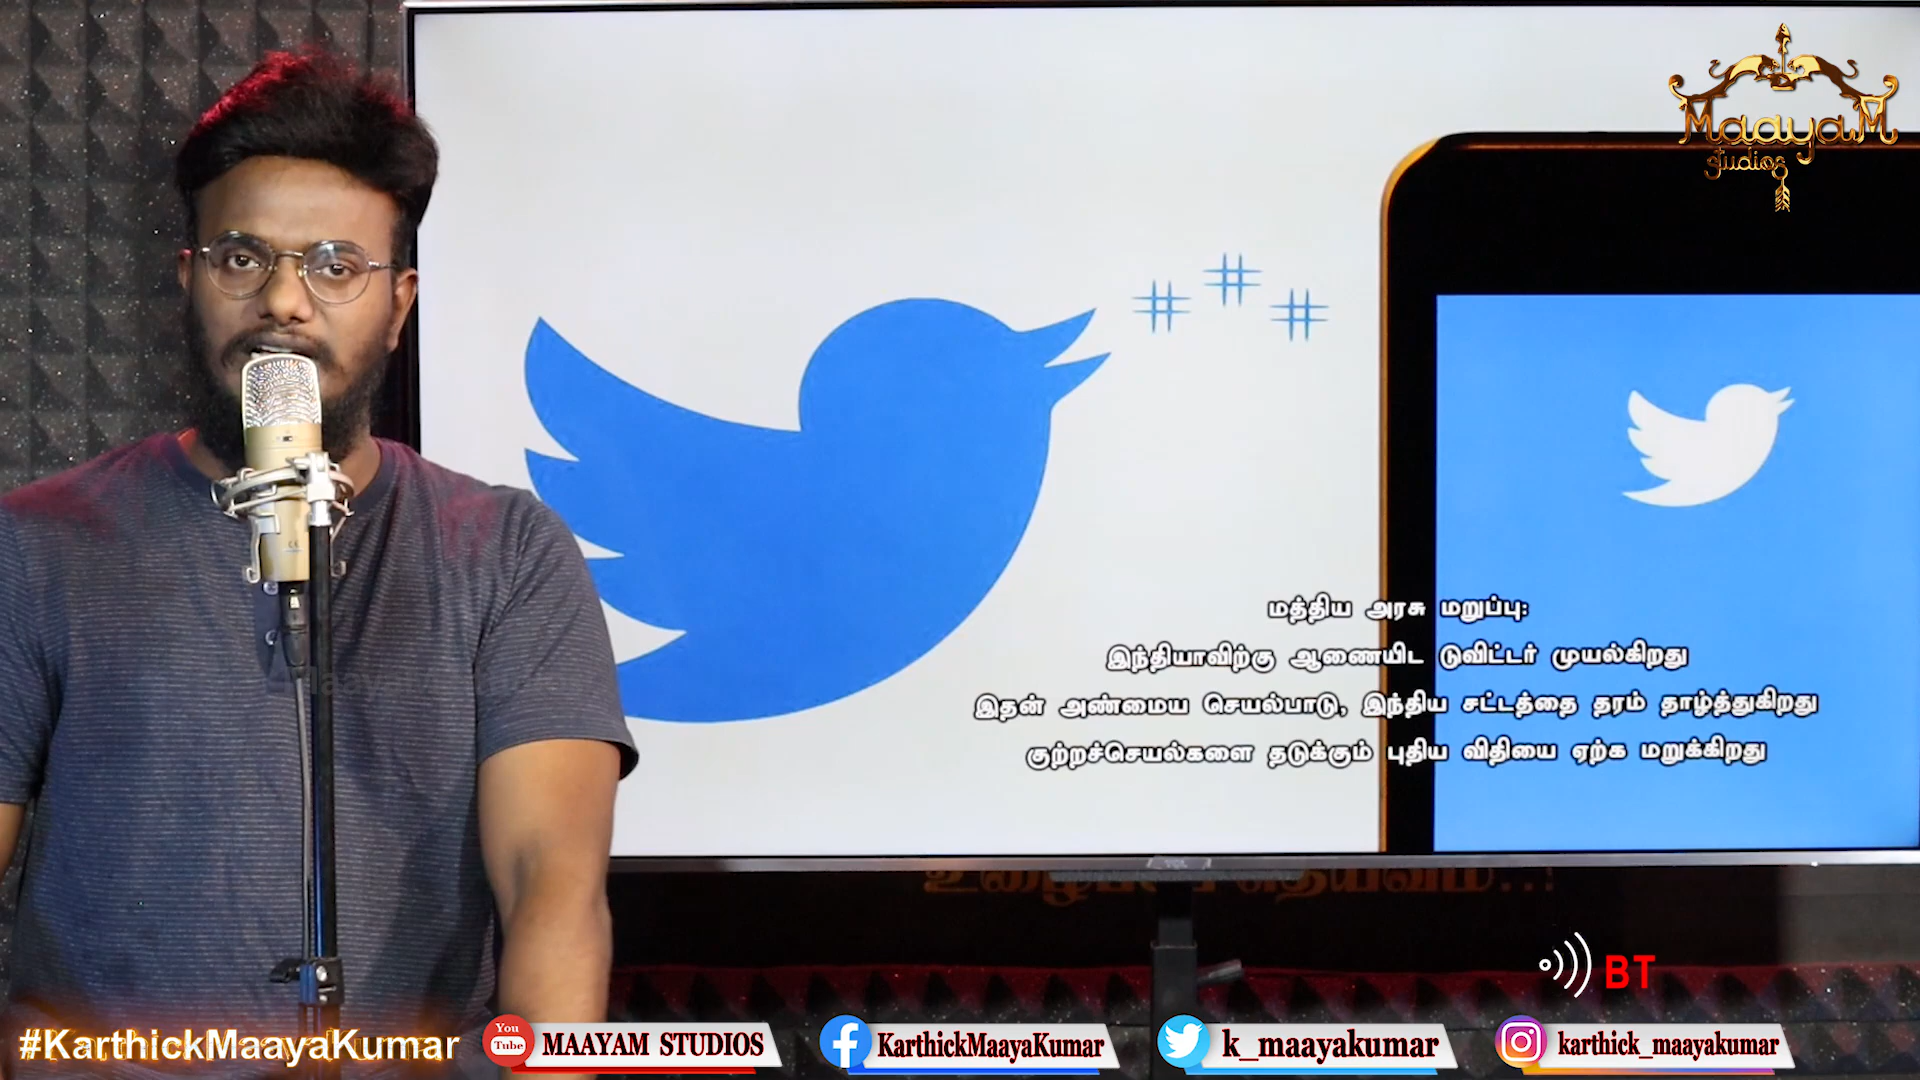 MaayaM
studios
# # #
மத்திய அரசு மறுப்பு:
இந்தியாவிற்கு ஆணையிட டுவிட்டர் முயல்கிறது
இதன் அண்மைய செயல்பாடு, இந்திய சட்டத்தை தரம் தாழ்த்துகிறது
குற்றச்செயல்களை தடுக்கும் புதிய விதியை ஏற்க மறுக்கிறது
TCL
BT
#KarthickMaayaKumar
You Tube MAAYAM STUDIOS
KarthickMaayaKumar
k_maayakumar
karthick_maayakumar